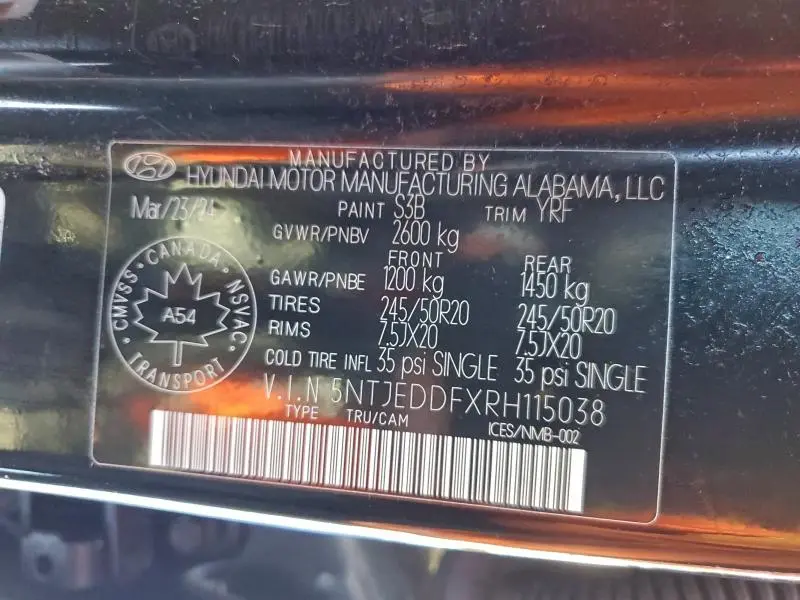 MANUFACTURED BY
HYUNDAI MOTOR MANUFACTURING ALABAMA, LLC
Mar/23/24 PAINT S3B TRIM YRF
GVWR/PNBV 2600 kg
FRONT REAR
GAWR/PNBE 1200 kg 1450 kg
TIRES 245/50R20 245/50R20
RIMS 7.5JX20 7.5JX20
COLD TIRE INFL 35 psi SINGLE 35 psi SINGLE
CMVSS · CANADA · NSVAC · TRANSPORT ·
A54
V.I.N 5NTJEDDFXRH115038
TYPE TRU/CAM ICES/NMB-002